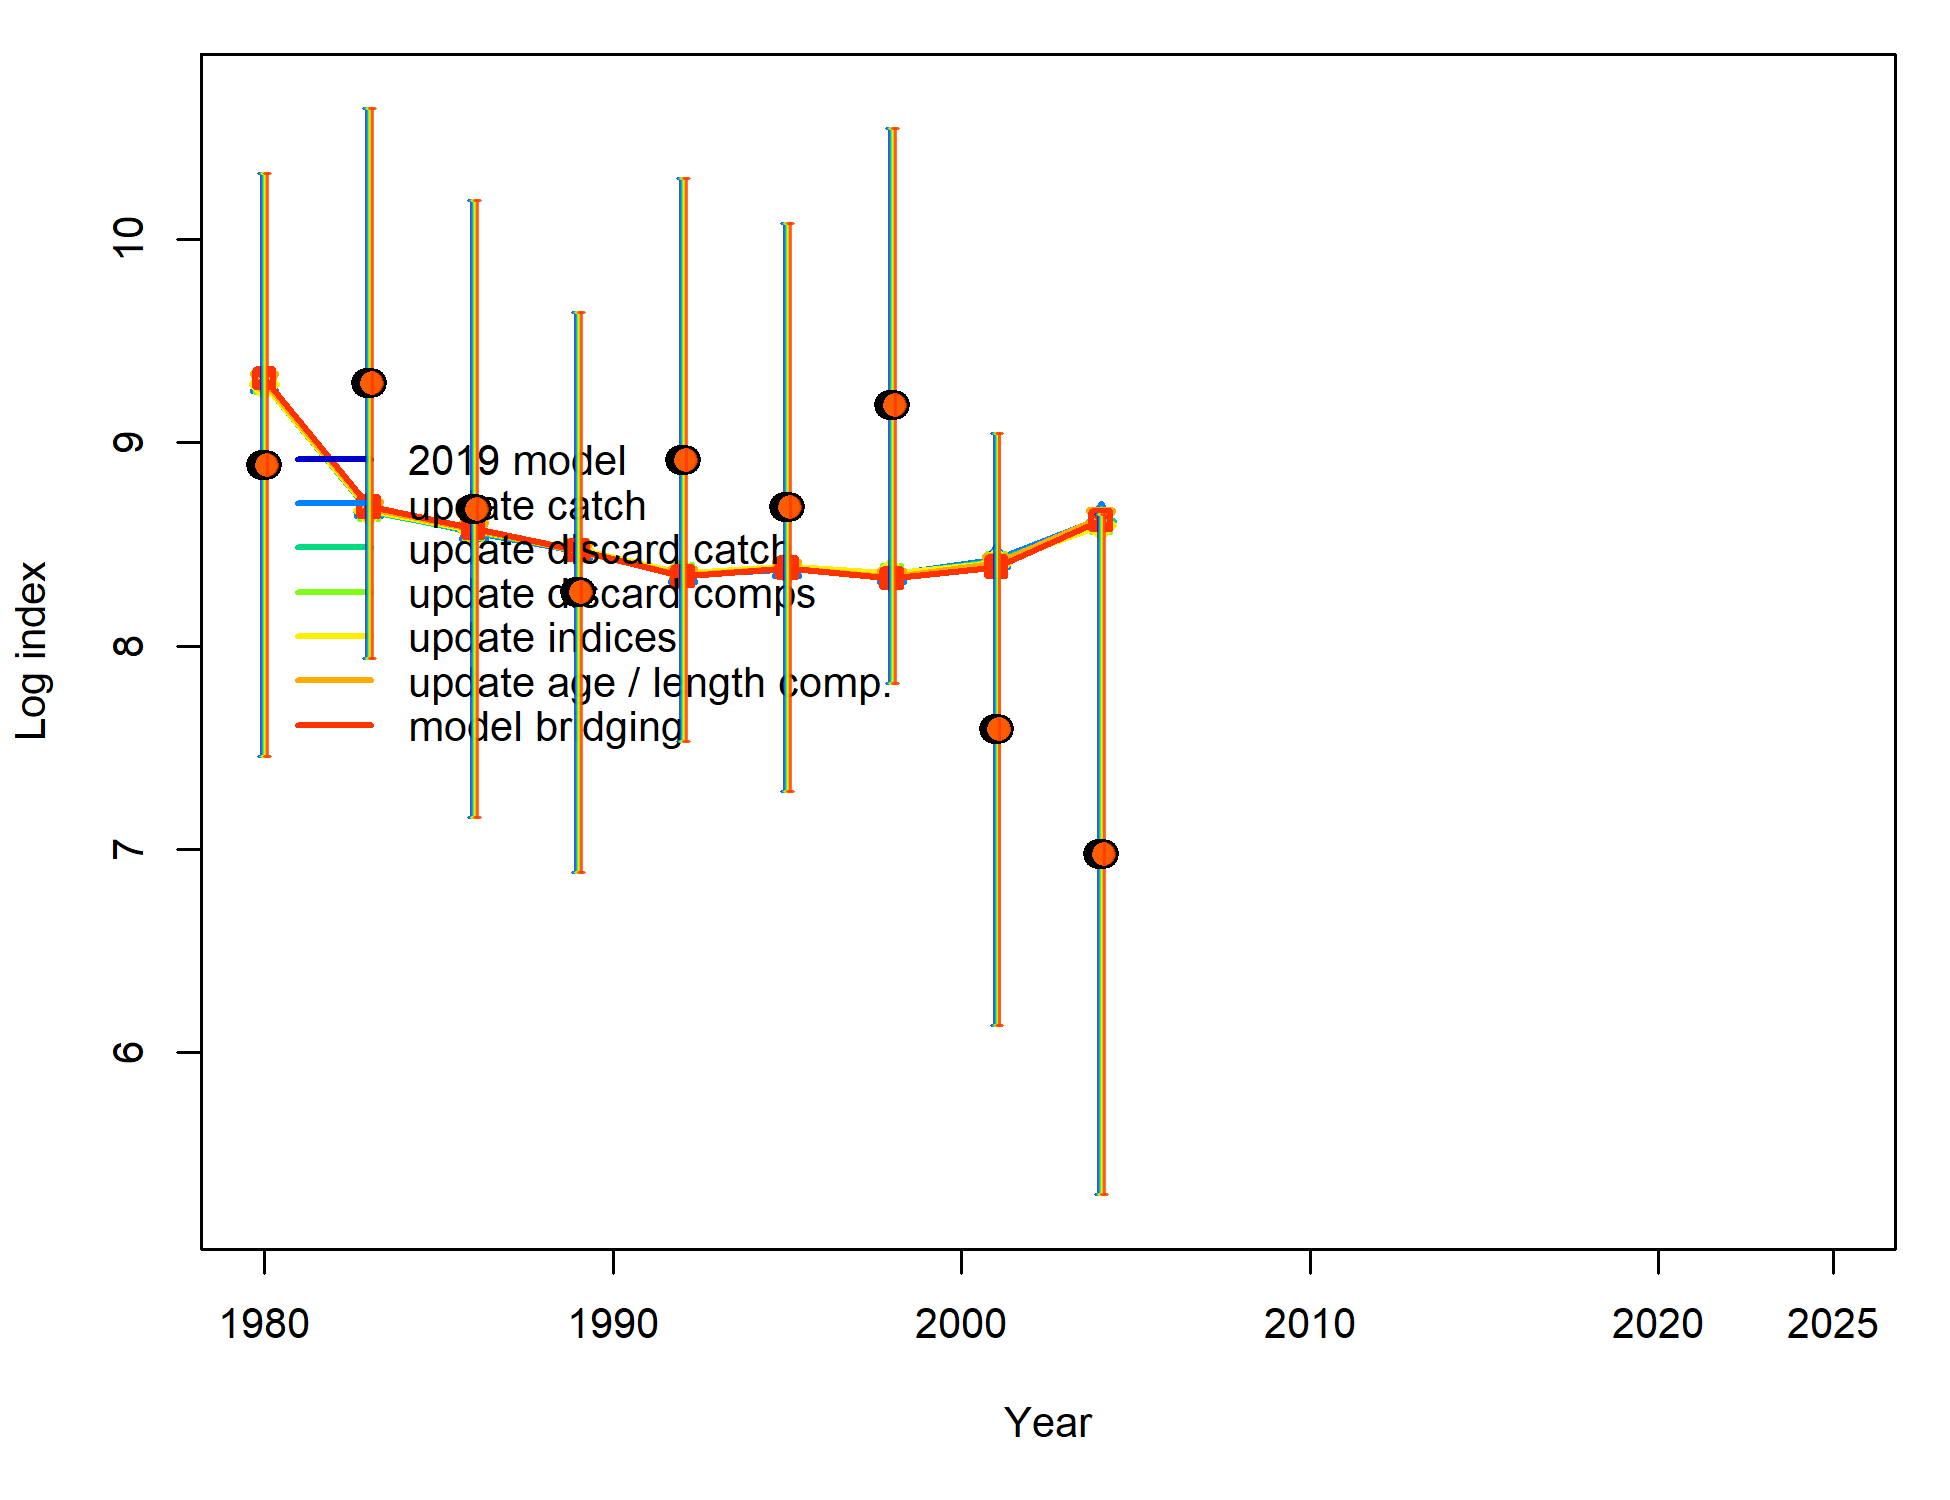 10
9
8
7
6
Log index
2019 model
update catch
update discard catch
update discard comps
update indices
update age / length comp.
model bridging
1980 1990 2000 2010 2020 2025
Year